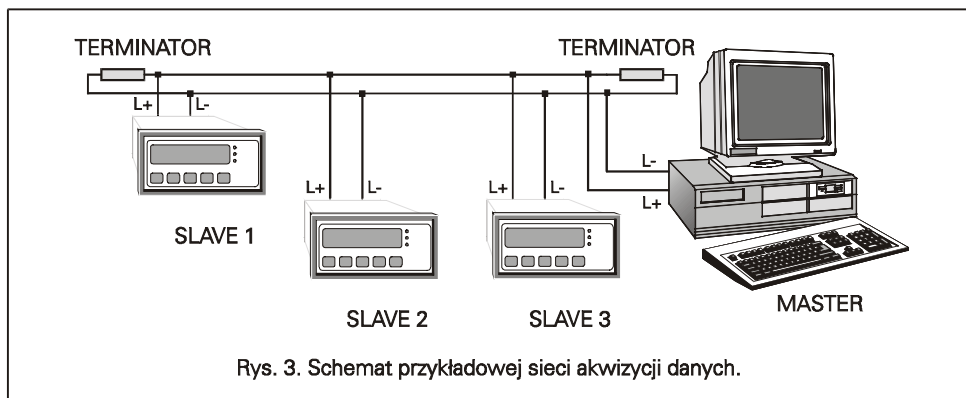 TERMINATOR
TERMINATOR
L+
L-
L+
L-
L+
L-
L-
L+
SLAVE 1
SLAVE 2
SLAVE 3
MASTER
Rys. 3. Schemat przykładowej sieci akwizycji danych.